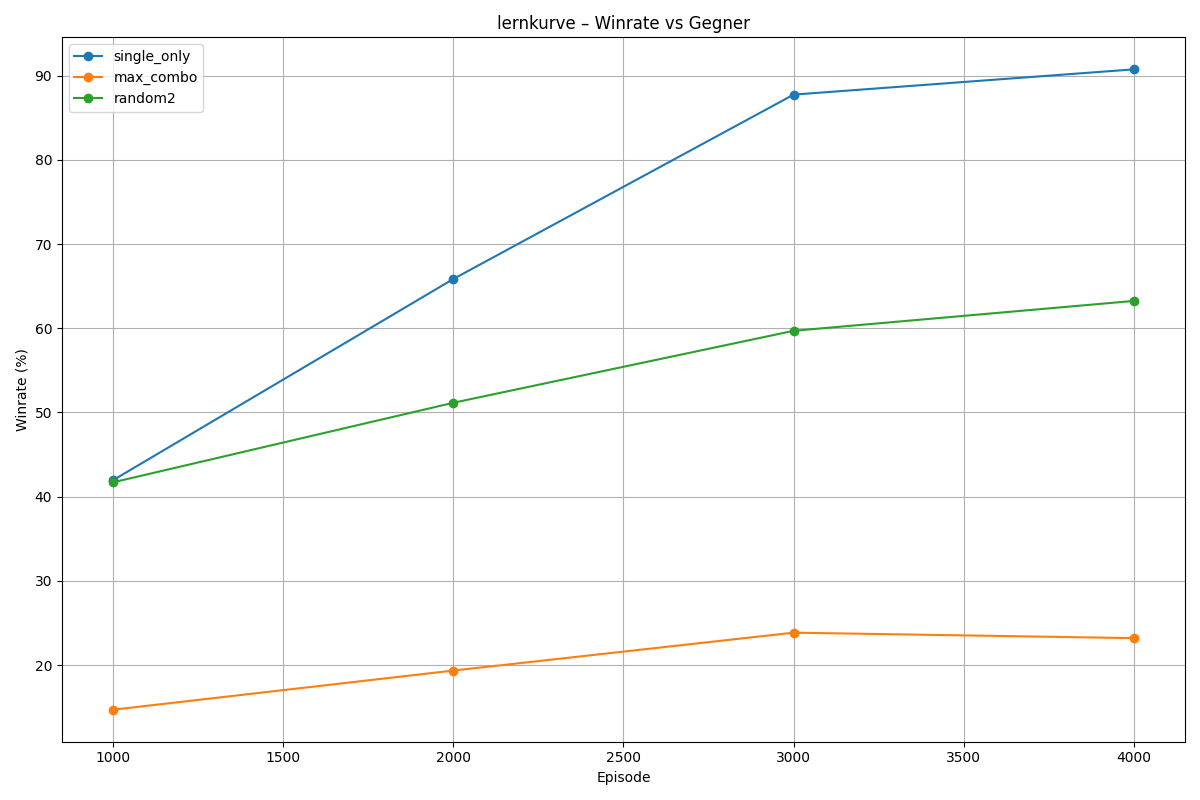 lernkurve – Winrate vs Gegner
single_only
max_combo
random2
Winrate (%)
90
80
70
60
50
40
30
20
1000 1500 2000 2500 3000 3500 4000
Episode